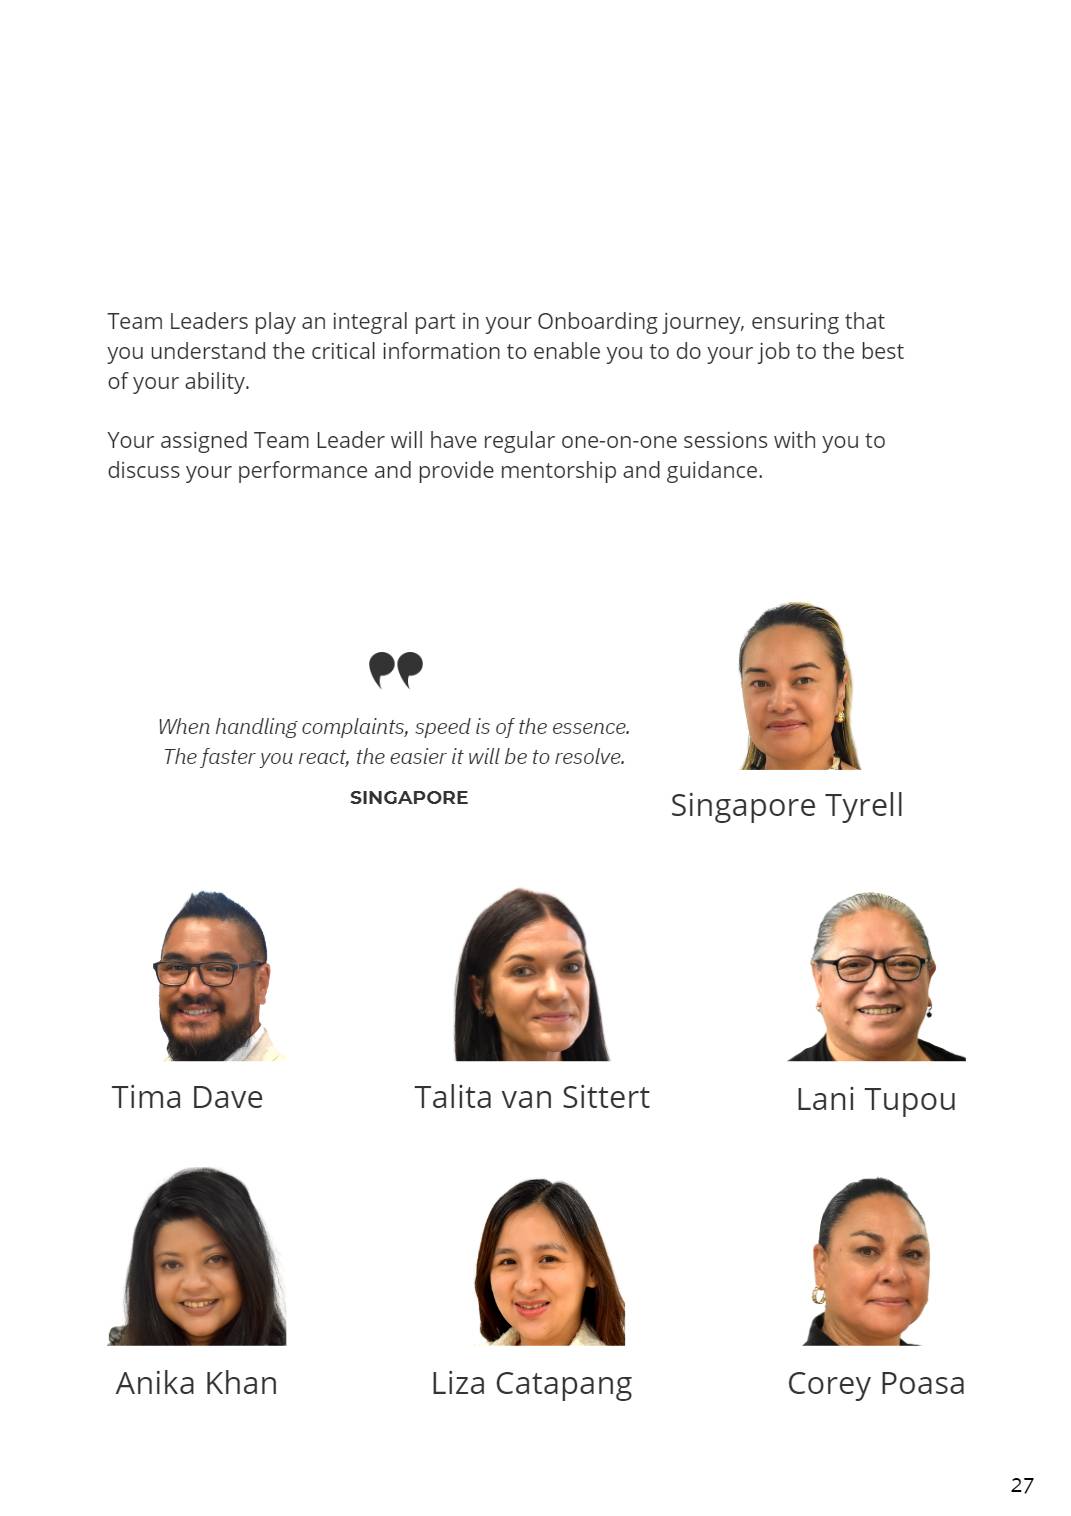 Team Leaders play an integral part in your Onboarding journey, ensuring that
you understand the critical information to enable you to do your job to the best
of your ability.
Your assigned Team Leader will have regular one-on-one sessions with you to
discuss your performance and provide mentorship and guidance.
When handling complaints, speed is of the essence.
The faster you react, the easier it will be to resolve.
SINGAPORE
Singapore Tyrell
Tima Dave
Talita van Sittert
Lani Tupou
Anika Khan
Liza Catapang
Corey Poasa
27